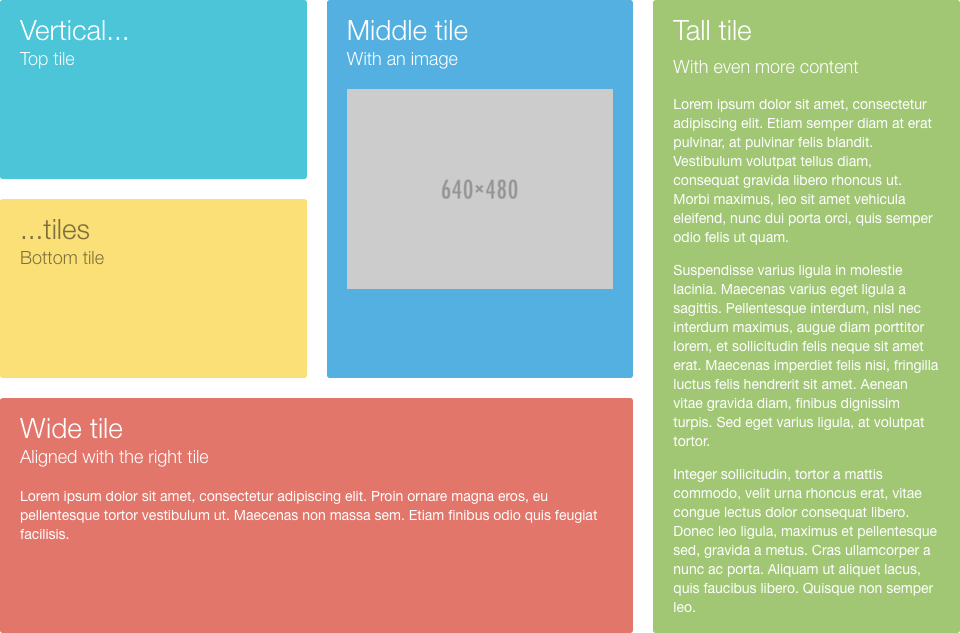 Vertical...
Top tile
...tiles
Bottom tile
Middle tile
With an image
640×480
Wide tile
Aligned with the right tile
Lorem ipsum dolor sit amet, consectetur adipiscing elit. Proin ornare magna eros, eu
pellentesque tortor vestibulum ut. Maecenas non massa sem. Etiam finibus odio quis feugiat
facilisis.
Tall tile
With even more content
Lorem ipsum dolor sit amet, consectetur
adipiscing elit. Etiam semper diam at erat
pulvinar, at pulvinar felis blandit.
Vestibulum volutpat tellus diam,
consequat gravida libero rhoncus ut.
Morbi maximus, leo sit amet vehicula
eleifend, nunc dui porta orci, quis semper
odio felis ut quam.
Suspendisse varius ligula in molestie
lacinia. Maecenas varius eget ligula a
sagittis. Pellentesque interdum, nisl nec
interdum maximus, augue diam porttitor
lorem, et sollicitudin felis neque sit amet
erat. Maecenas imperdiet felis nisi, fringilla
luctus felis hendrerit sit amet. Aenean
vitae gravida diam, finibus dignissim
turpis. Sed eget varius ligula, at volutpat
tortor.
Integer sollicitudin, tortor a mattis
commodo, velit urna rhoncus erat, vitae
congue lectus dolor consequat libero.
Donec leo ligula, maximus et pellentesque
sed, gravida a metus. Cras ullamcorper a
nunc ac porta. Aliquam ut aliquet lacus,
quis faucibus libero. Quisque non semper
leo.